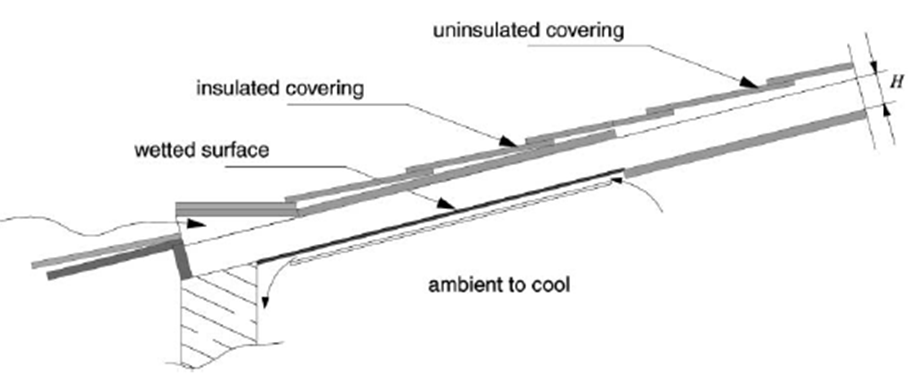 uninsulated covering
insulated covering
H
wetted surface
ambient to cool